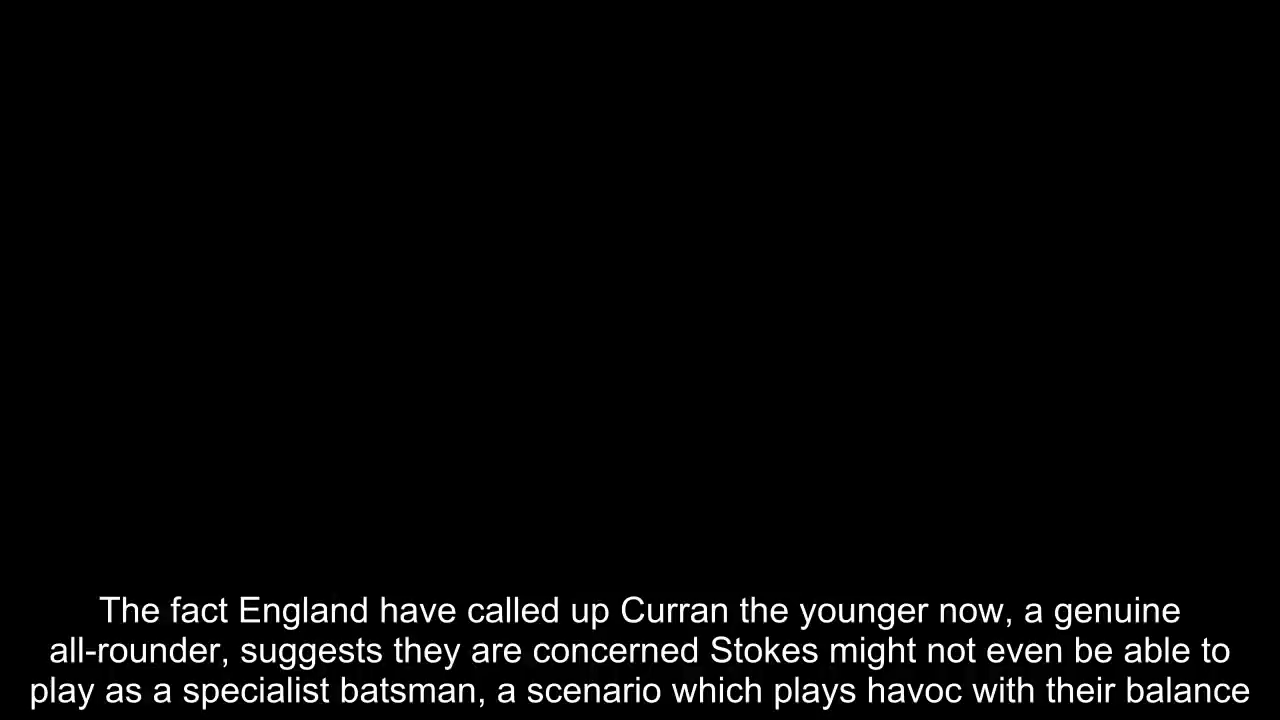 The fact England have called up Curran the younger now, a genuine
all-rounder, suggests they are concerned Stokes might not even be able to
play as a specialist batsman, a scenario which plays havoc with their balance